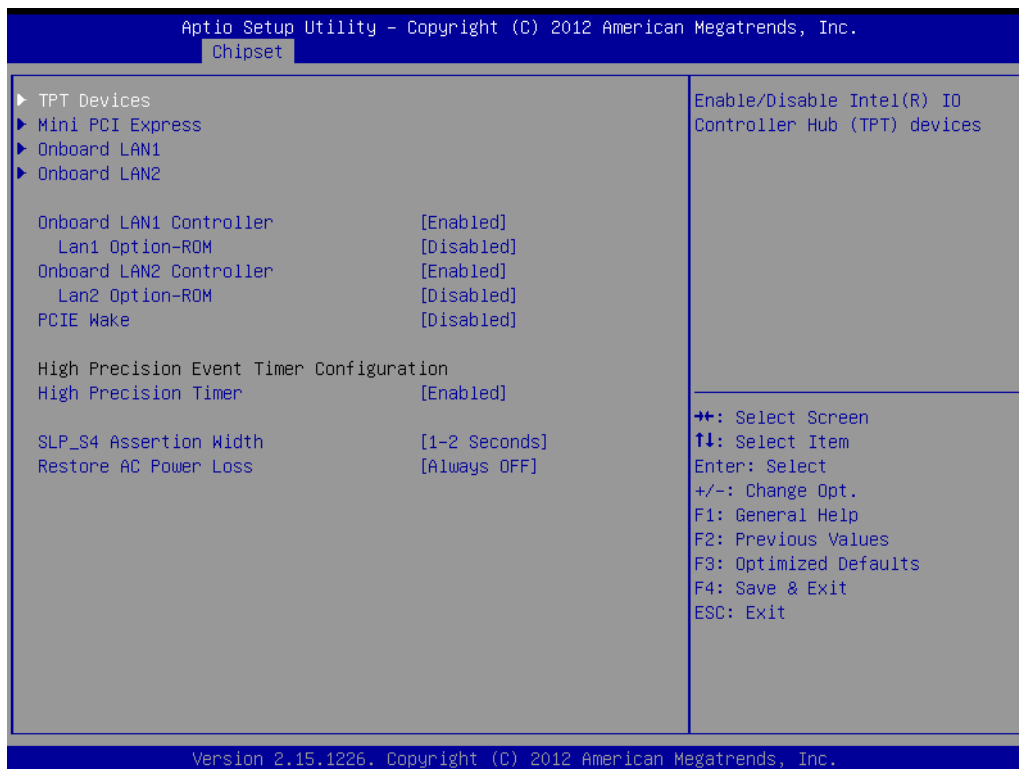 Aptio Setup Utility – Copyright (C) 2012 American Megatrends, Inc.
Chipset
▶ TPT Devices
▶ Mini PCI Express
▶ Onboard LAN1
▶ Onboard LAN2
Onboard LAN1 Controller [Enabled]
Lan1 Option-ROM [Disabled]
Onboard LAN2 Controller [Enabled]
Lan2 Option-ROM [Disabled]
PCIE Wake [Disabled]
High Precision Event Timer Configuration
High Precision Timer [Enabled]
SLP_S4 Assertion Width [1-2 Seconds]
Restore AC Power Loss [Always OFF]
Enable/Disable Intel(R) IO
Controller Hub (TPT) devices
→←: Select Screen
↑↓: Select Item
Enter: Select
+/-: Change Opt.
F1: General Help
F2: Previous Values
F3: Optimized Defaults
F4: Save & Exit
ESC: Exit
Version 2.15.1226. Copyright (C) 2012 American Megatrends, Inc.